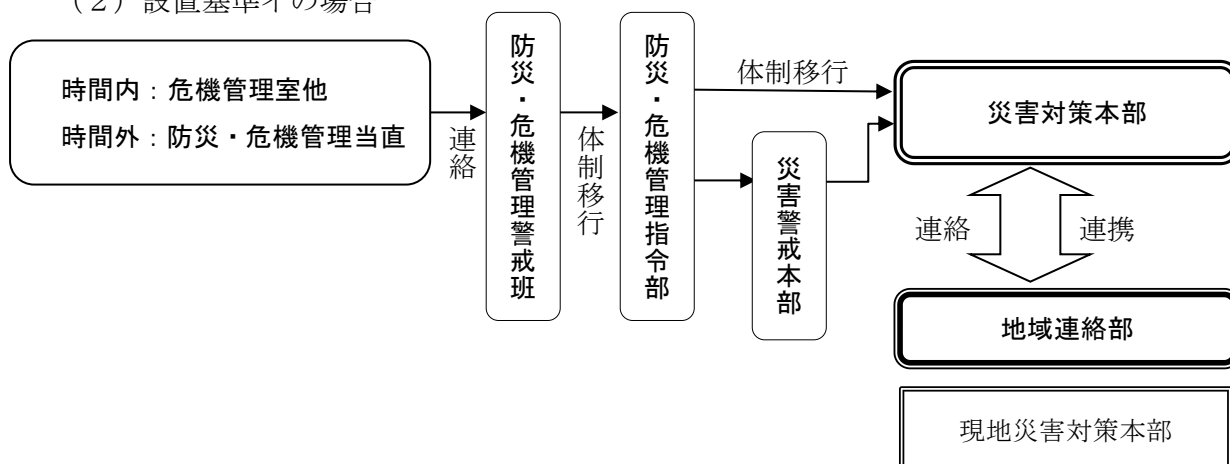 （２）設置基準イの場合
時間内：危機管理室他
時間外：防災・危機管理当直
連絡
防災・危機管理警戒班
体制移行
防災・危機管理指令部
体制移行
災害警戒本部
災害対策本部
連絡
連携
地域連絡部
現地災害対策本部